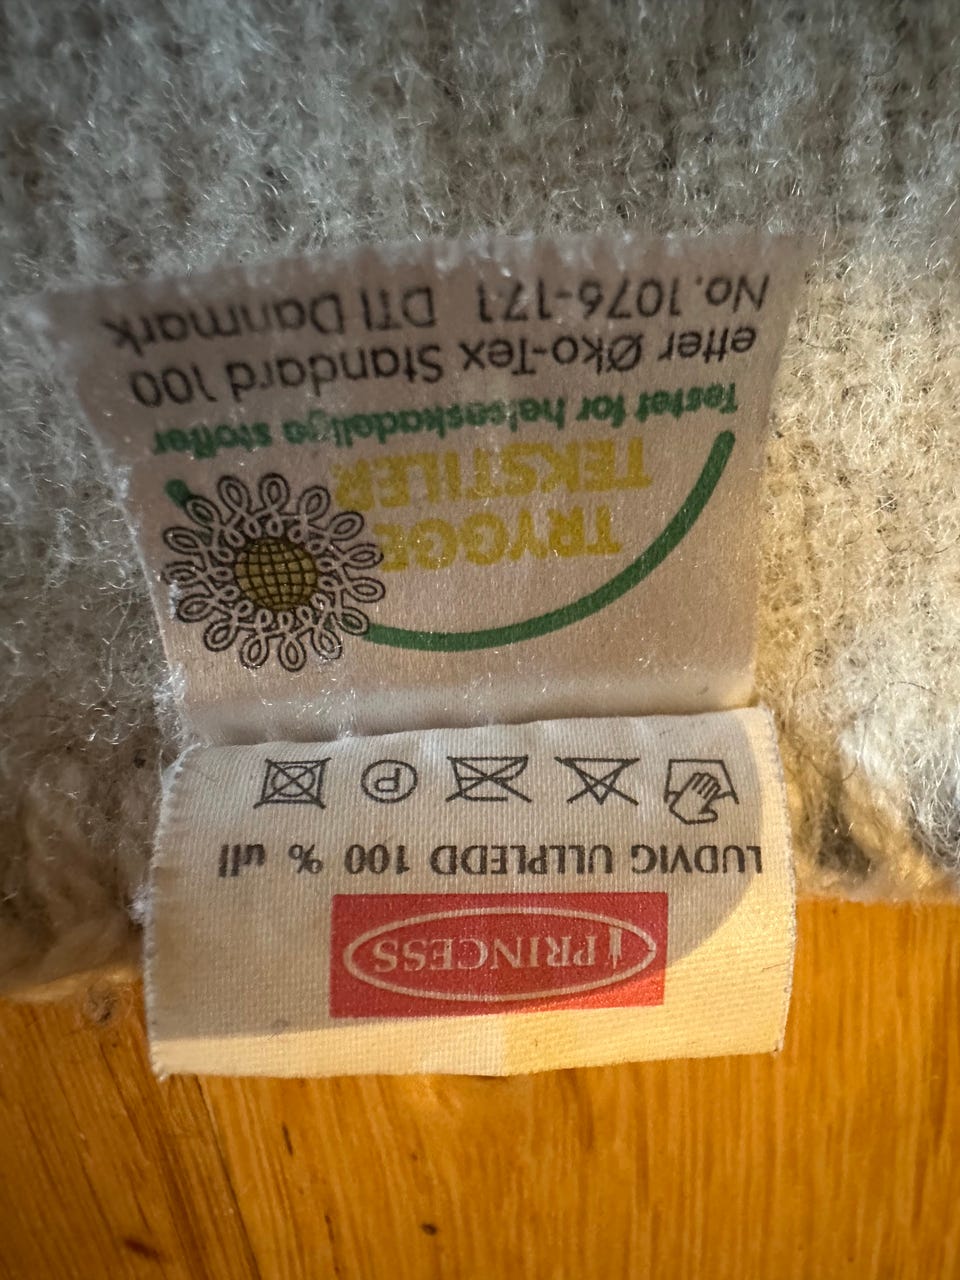 PRINCESS
LUDVIG ULLPLEDD 100 % ull
P
TRYGGE
TEKSTILER
Testet for helseskadelige stoffer
etter Øko-Tex Standard 100
No.1076-171 DTI Danmark